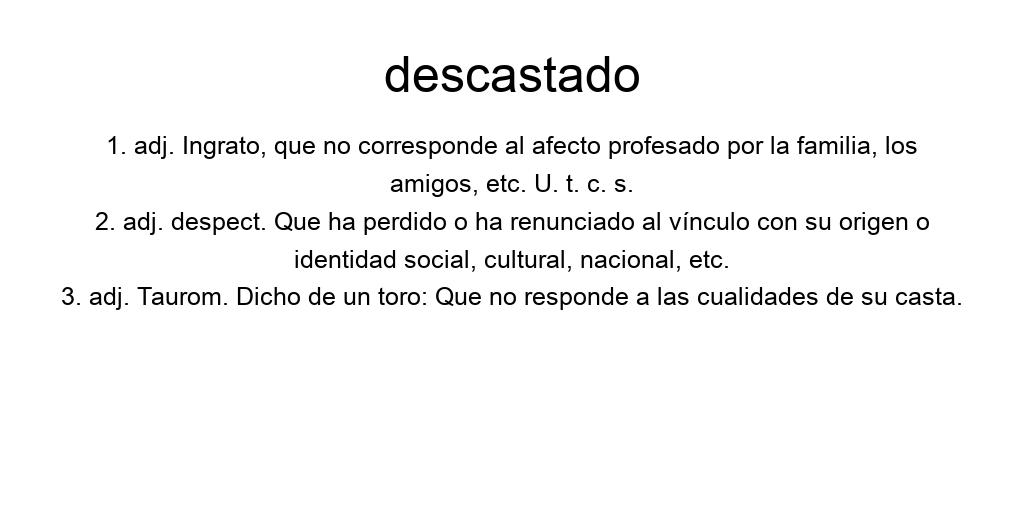 descastado
1. adj. Ingrato, que no corresponde al afecto profesado por la familia, los
amigos, etc. U. t. c. s.
2. adj. despect. Que ha perdido o ha renunciado al vínculo con su origen o
identidad social, cultural, nacional, etc.
3. adj. Taurom. Dicho de un toro: Que no responde a las cualidades de su casta.